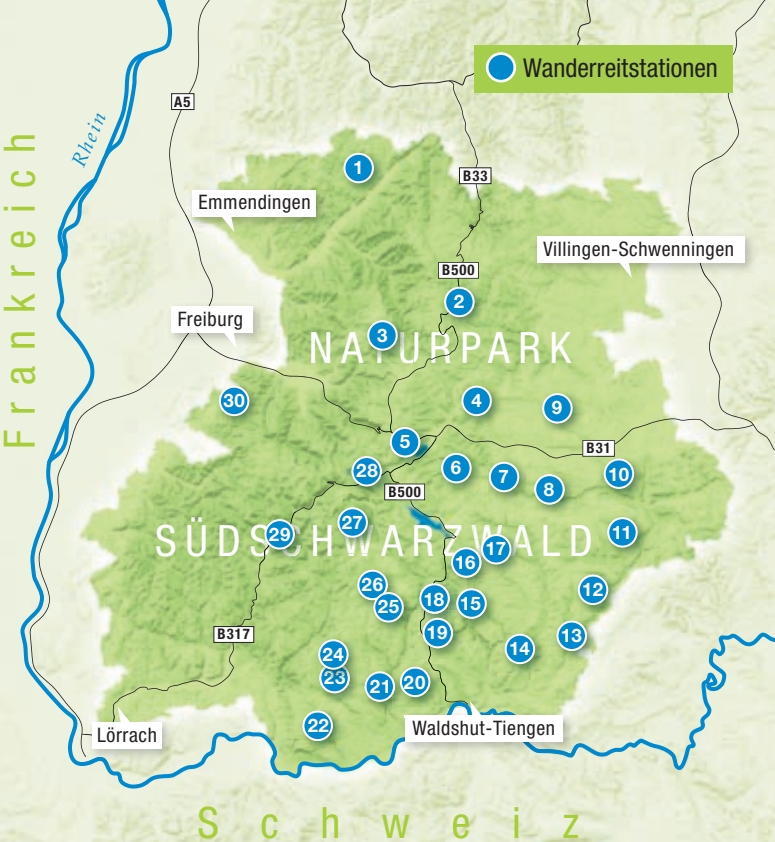 Wanderreitstationen
A5
Rhein
Frankreich
1
B33
Emmendingen
Villingen-Schwenningen
B500
2
Freiburg
3
NATURPARK
30
4
9
5
B31
28
6
7
8
10
B500
27
29
SÜDSCHWARZWALD
11
17
16
26
25
18
15
12
B317
19
13
14
24
23
21
20
22
Lörrach
Waldshut-Tiengen
Schweiz